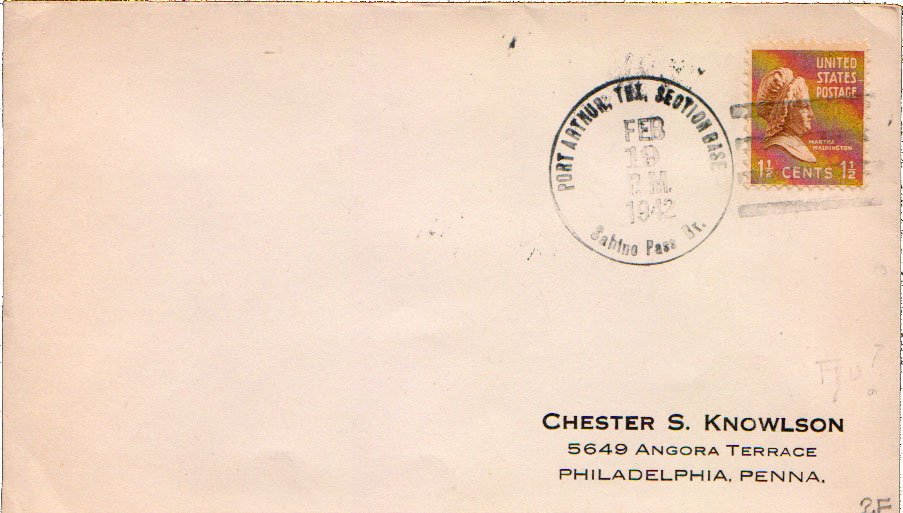 UNITED
STATES
POSTAGE
MARTHA
WASHINGTON
1½ CENTS 1½
PORT ARTHUR, TEX. SECTION BASE
FEB
19
P.M.
1942
Sabine Pass Br.
CHESTER S. KNOWLSON
5649 ANGORA TERRACE
PHILADELPHIA, PENNA.